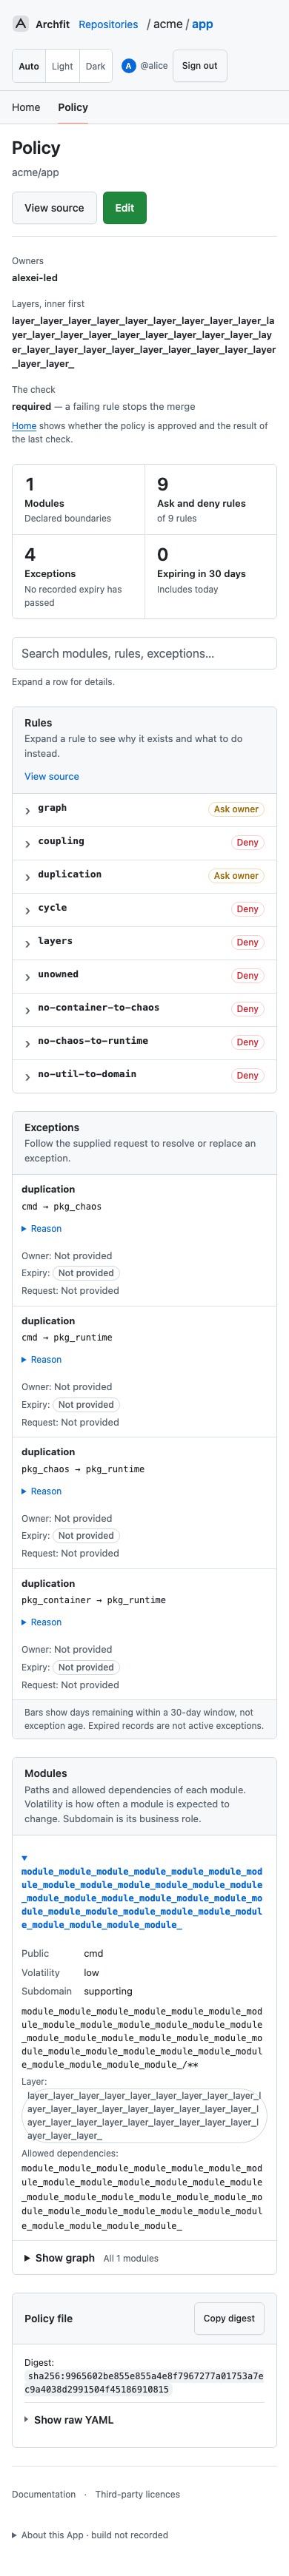 A Archfit Repositories / acme / app
Auto Light Dark A @alice Sign out
Home Policy
Policy
acme/app
View source Edit
Owners
alexei-led
Layers, inner first
layer_layer_layer_layer_layer_layer_layer_layer_layer_la
yer_layer_layer_layer_layer_layer_layer_layer_layer_lay
er_layer_layer_layer_layer_layer_layer_layer_layer_layer
_layer_layer_
The check
required — a failing rule stops the merge
Home shows whether the policy is approved and the result of
the last check.
1
Modules
Declared boundaries
9
Ask and deny rules
of 9 rules
4
Exceptions
No recorded expiry has
passed
0
Expiring in 30 days
Includes today
Search modules, rules, exceptions...
Expand a row for details.
Rules
Expand a rule to see why it exists and what to do
instead.
View source
graph Ask owner
coupling Deny
duplication Ask owner
cycle Deny
layers Deny
unowned Deny
no-container-to-chaos Deny
no-chaos-to-runtime Deny
no-util-to-domain Deny
Exceptions
Follow the supplied request to resolve or replace an
exception.
duplication
cmd → pkg_chaos
Reason
Owner: Not provided
Expiry: Not provided
Request: Not provided
duplication
cmd → pkg_runtime
Reason
Owner: Not provided
Expiry: Not provided
Request: Not provided
duplication
pkg_chaos → pkg_runtime
Reason
Owner: Not provided
Expiry: Not provided
Request: Not provided
duplication
pkg_container → pkg_runtime
Reason
Owner: Not provided
Expiry: Not provided
Request: Not provided
Bars show days remaining within a 30-day window, not
exception age. Expired records are not active exceptions.
Modules
Paths and allowed dependencies of each module.
Volatility is how often a module is expected to
change. Subdomain is its business role.
module_module_module_module_module_module_mod
ule_module_module_module_module_module_module
_module_module_module_module_module_module_mo
dule_module_module_module_module_module_modul
e_module_module_module_module_
Public cmd
Volatility low
Subdomain supporting
module_module_module_module_module_module_mod
ule_module_module_module_module_module_module
_module_module_module_module_module_module_mo
dule_module_module_module_module_module_modul
e_module_module_module_module_/**
Layer:
layer_layer_layer_layer_layer_layer_layer_layer_layer_l
ayer_layer_layer_layer_layer_layer_layer_layer_layer_l
ayer_layer_layer_layer_layer_layer_layer_layer_layer_l
ayer_layer_layer_
Allowed dependencies:
module_module_module_module_module_module_mod
ule_module_module_module_module_module_module
_module_module_module_module_module_module_mo
dule_module_module_module_module_module_modul
e_module_module_module_module_
Show graph All 1 modules
Policy file Copy digest
Digest:
sha256:9965602be855e855a4e8f7967277a01753a7e
c9a4038d2991504f45186910815
Show raw YAML
Documentation · Third-party licences
About this App · build not recorded